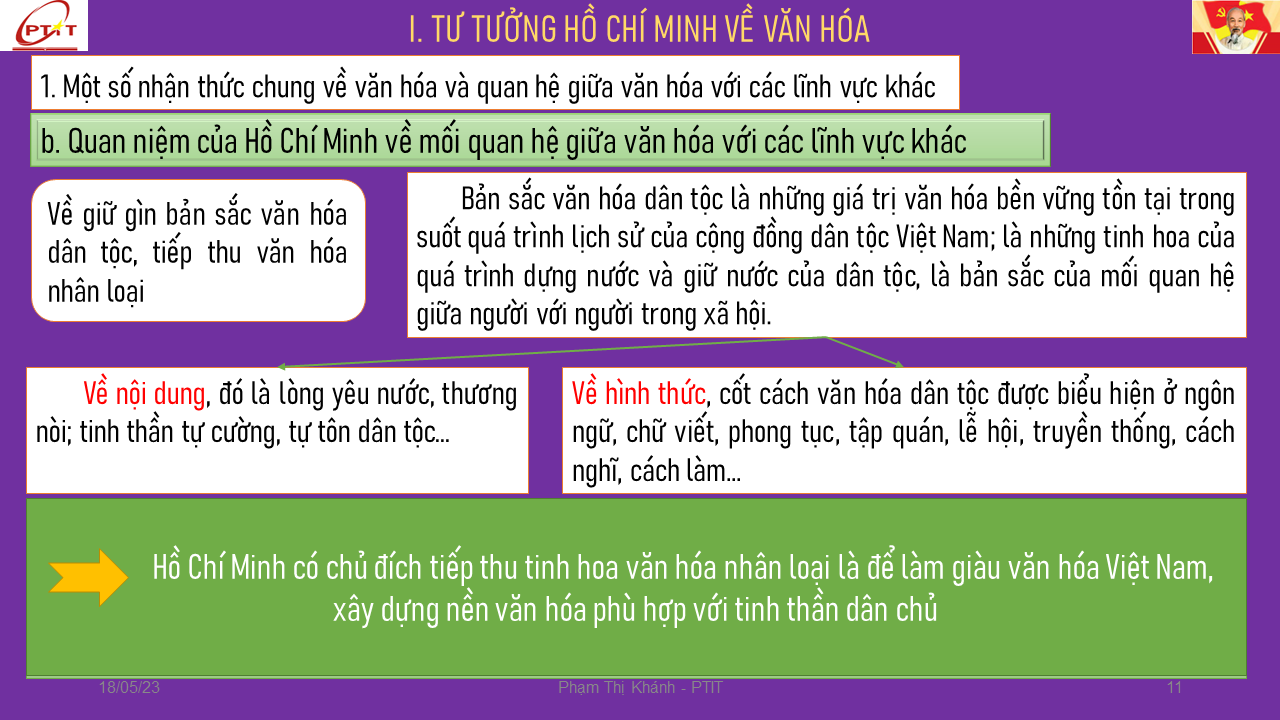 PTIT
I. TƯ TƯỞNG HỒ CHÍ MINH VỀ VĂN HÓA
1. Một số nhận thức chung về văn hóa và quan hệ giữa văn hóa với các lĩnh vực khác
b. Quan niệm của Hồ Chí Minh về mối quan hệ giữa văn hóa với các lĩnh vực khác
Về giữ gìn bản sắc văn hóa
dân tộc, tiếp thu văn hóa
nhân loại
Bản sắc văn hóa dân tộc là những giá trị văn hóa bền vững tồn tại trong
suốt quá trình lịch sử của cộng đồng dân tộc Việt Nam; là những tinh hoa của
quá trình dựng nước và giữ nước của dân tộc, là bản sắc của mối quan hệ
giữa người với người trong xã hội.
Về nội dung, đó là lòng yêu nước, thương
nòi; tinh thần tự cường, tự tôn dân tộc...
Về hình thức, cốt cách văn hóa dân tộc được biểu hiện ở ngôn
ngữ, chữ viết, phong tục, tập quán, lễ hội, truyền thống, cách
nghĩ, cách làm...
Hồ Chí Minh có chủ đích tiếp thu tinh hoa văn hóa nhân loại là để làm giàu văn hóa Việt Nam,
xây dựng nền văn hóa phù hợp với tinh thần dân chủ
18/05/23
Phạm Thị Khánh - PTIT
11